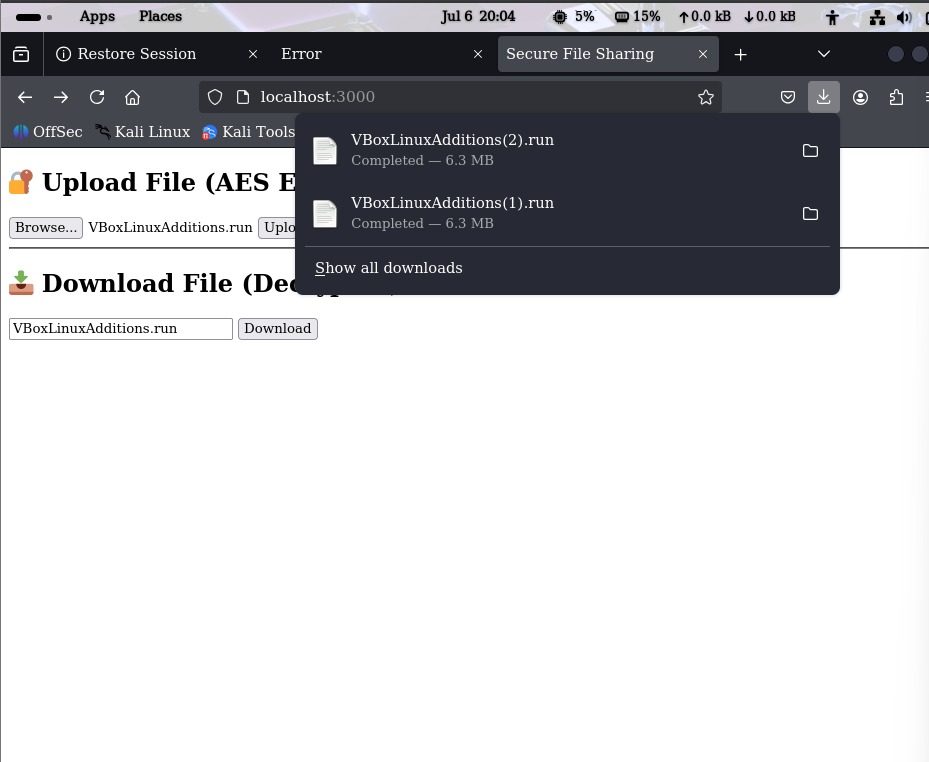 Apps Places Jul 6 20:04 5% 15% 0.0 kB 0.0 kB
Restore Session Error Secure File Sharing
localhost:3000
OffSec Kali Linux Kali Tools
VBoxLinuxAdditions(2).run
Completed — 6.3 MB
VBoxLinuxAdditions(1).run
Completed — 6.3 MB
Show all downloads
Upload File (AES E
Browse... VBoxLinuxAdditions.run Uplo
Download File (Dec
VBoxLinuxAdditions.run Download